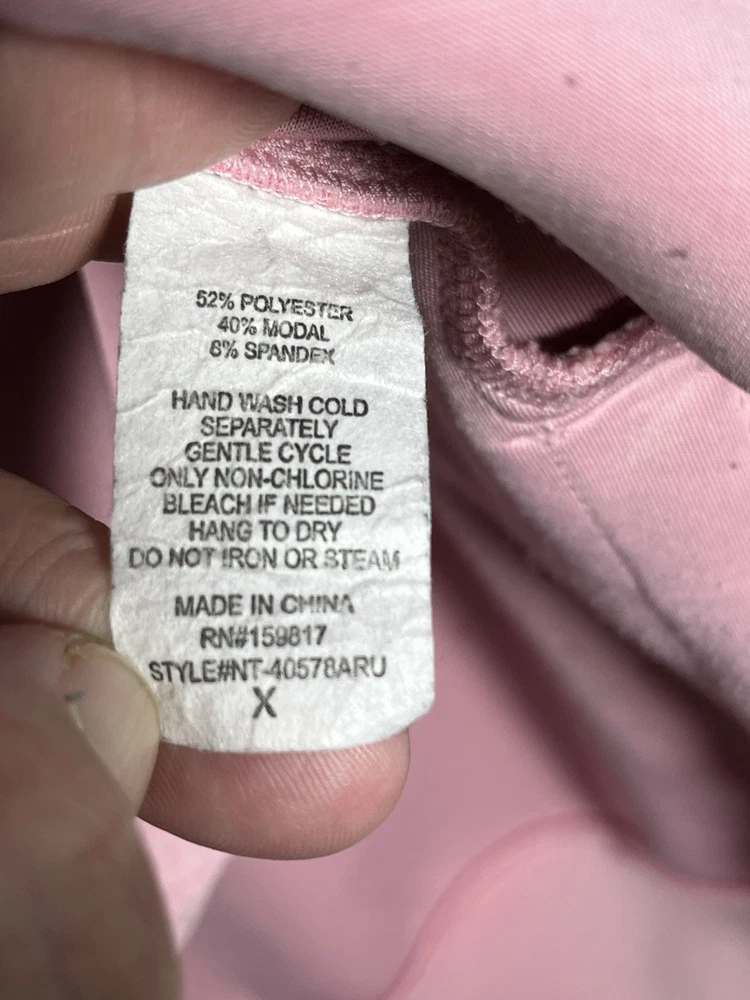 52% POLYESTER
40% MODAL
8% SPANDEX
HAND WASH COLD
SEPARATELY
GENTLE CYCLE
ONLY NON-CHLORINE
BLEACH IF NEEDED
HANG TO DRY
DO NOT IRON OR STEAM
MADE IN CHINA
RN#159817
STYLE#NT-40578ARU
X